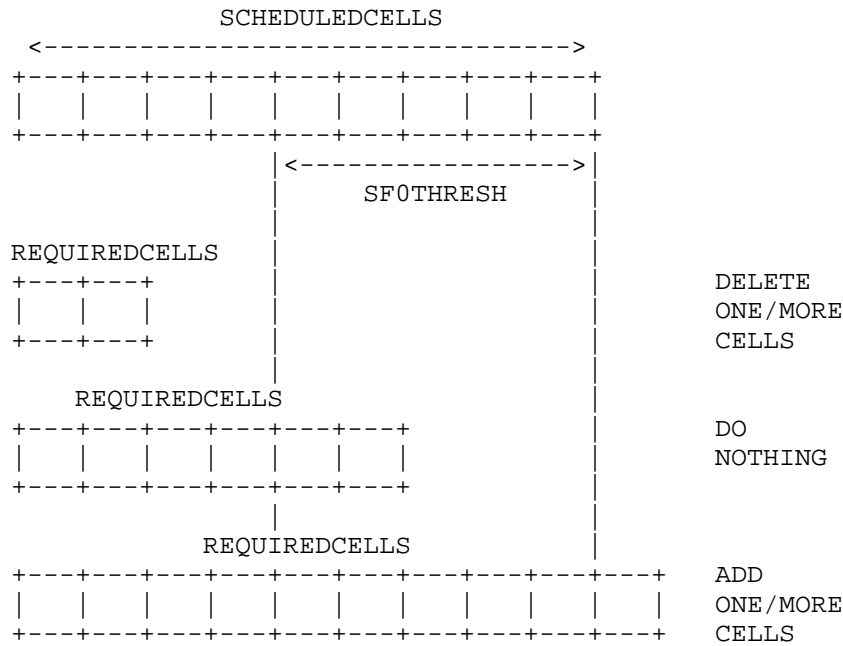 SCHEDULEDCELLS
<--------------------------------->
+---+---+---+---+---+---+---+---+---+
|   |   |   |   |   |   |   |   |   |
+---+---+---+---+---+---+---+---+---+
|<----------------->|
SF0THRESH
REQUIREDCELLS
+---+---+ DELETE
|   |   | ONE/MORE
+---+---+ CELLS
REQUIREDCELLS
+---+---+---+---+---+---+ DO
|   |   |   |   |   |   | NOTHING
+---+---+---+---+---+---+
REQUIREDCELLS
+---+---+---+---+---+---+---+---+---+---+ ADD
|   |   |   |   |   |   |   |   |   |   | ONE/MORE
+---+---+---+---+---+---+---+---+---+---+ CELLS